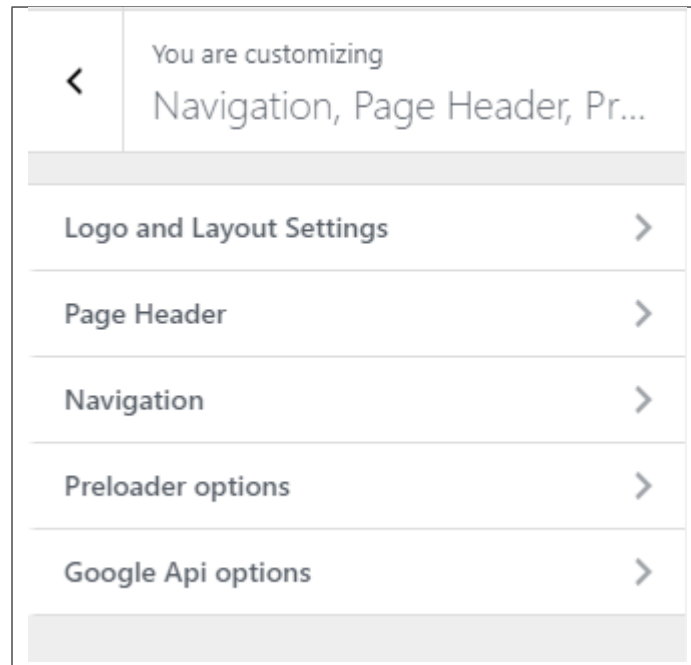 You are customizing
Navigation, Page Header, Pr...
Logo and Layout Settings
Page Header
Navigation
Preloader options
Google Api options